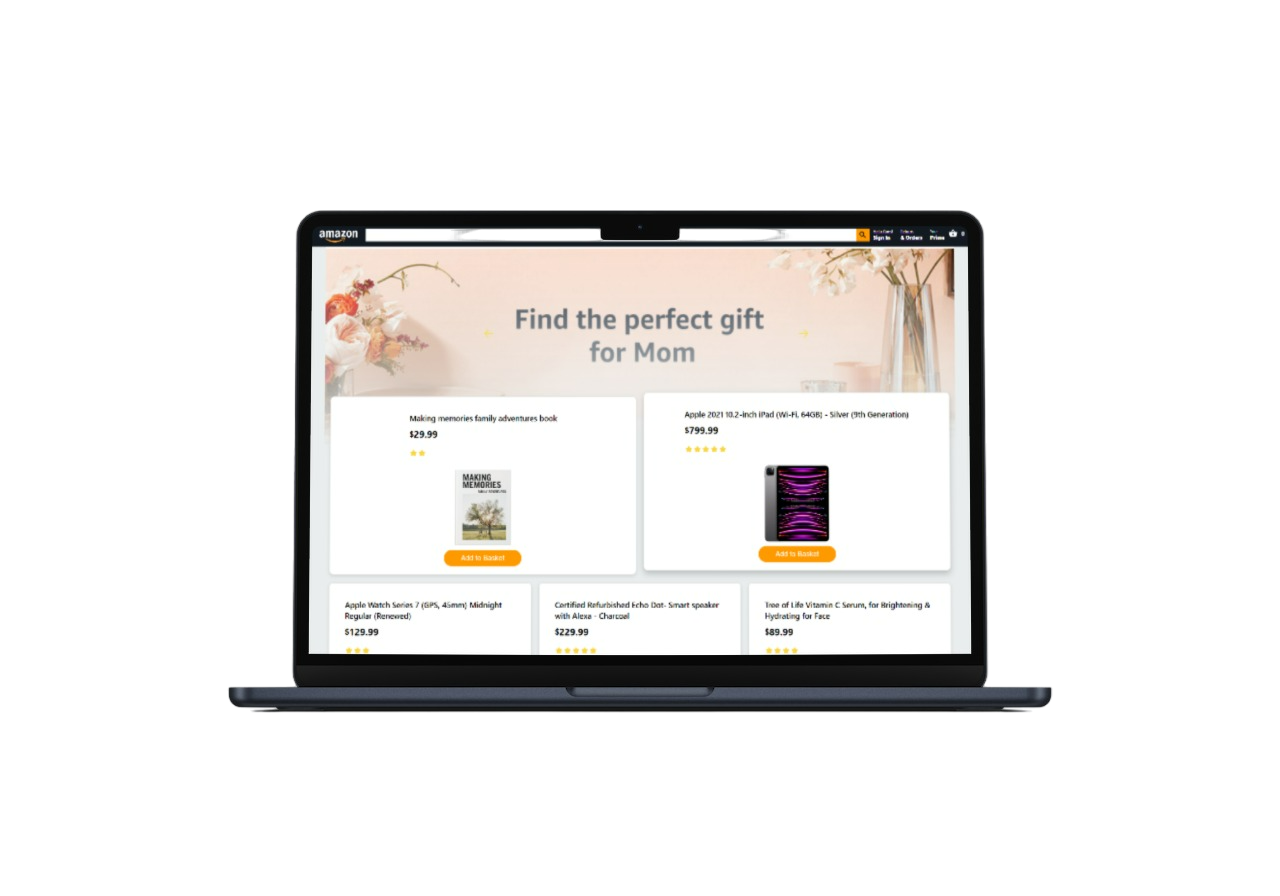 amazon
Sign In
& Orders
Prime
0
Find the perfect gift
for Mom
Making memories family adventures book
$29.99
MAKING
MEMORIES
Add to Basket
Apple 2021 10.2-inch iPad (Wi-Fi, 64GB) - Silver (9th Generation)
$799.99
Add to Basket
Apple Watch Series 7 (GPS, 45mm) Midnight
Regular (Renewed)
$129.99
Certified Refurbished Echo Dot- Smart speaker
with Alexa - Charcoal
$229.99
Tree of Life Vitamin C Serum, for Brightening &
Hydrating for Face
$89.99